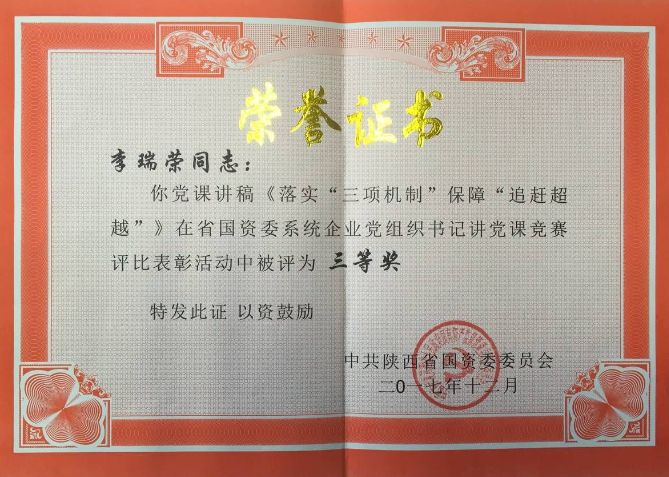 荣誉证书
李瑞荣同志：
你党课讲稿《落实“三项机制”保障“追赶超
越”》在省国资委系统企业党组织书记讲党课竞赛
评比表彰活动中被评为 三等奖
特发此证 以资鼓励
中共陕西省国资委委员会
二〇一七年十二月